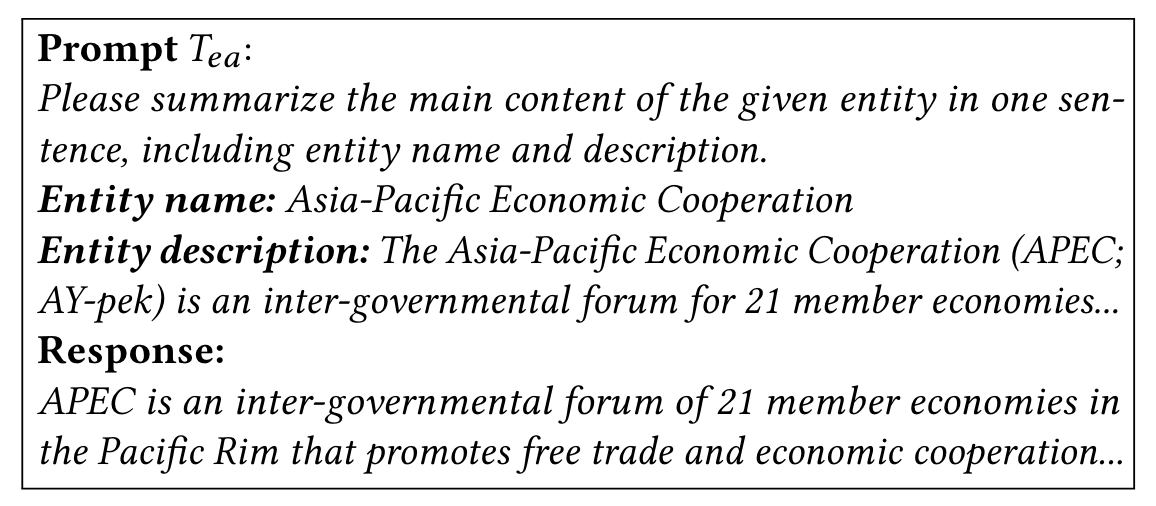 Prompt Tea:
Please summarize the main content of the given entity in one sen-
tence, including entity name and description.
Entity name: Asia-Pacific Economic Cooperation
Entity description: The Asia-Pacific Economic Cooperation (APEC;
AY-pek) is an inter-governmental forum for 21 member economies...
Response:
APEC is an inter-governmental forum of 21 member economies in
the Pacific Rim that promotes free trade and economic cooperation...